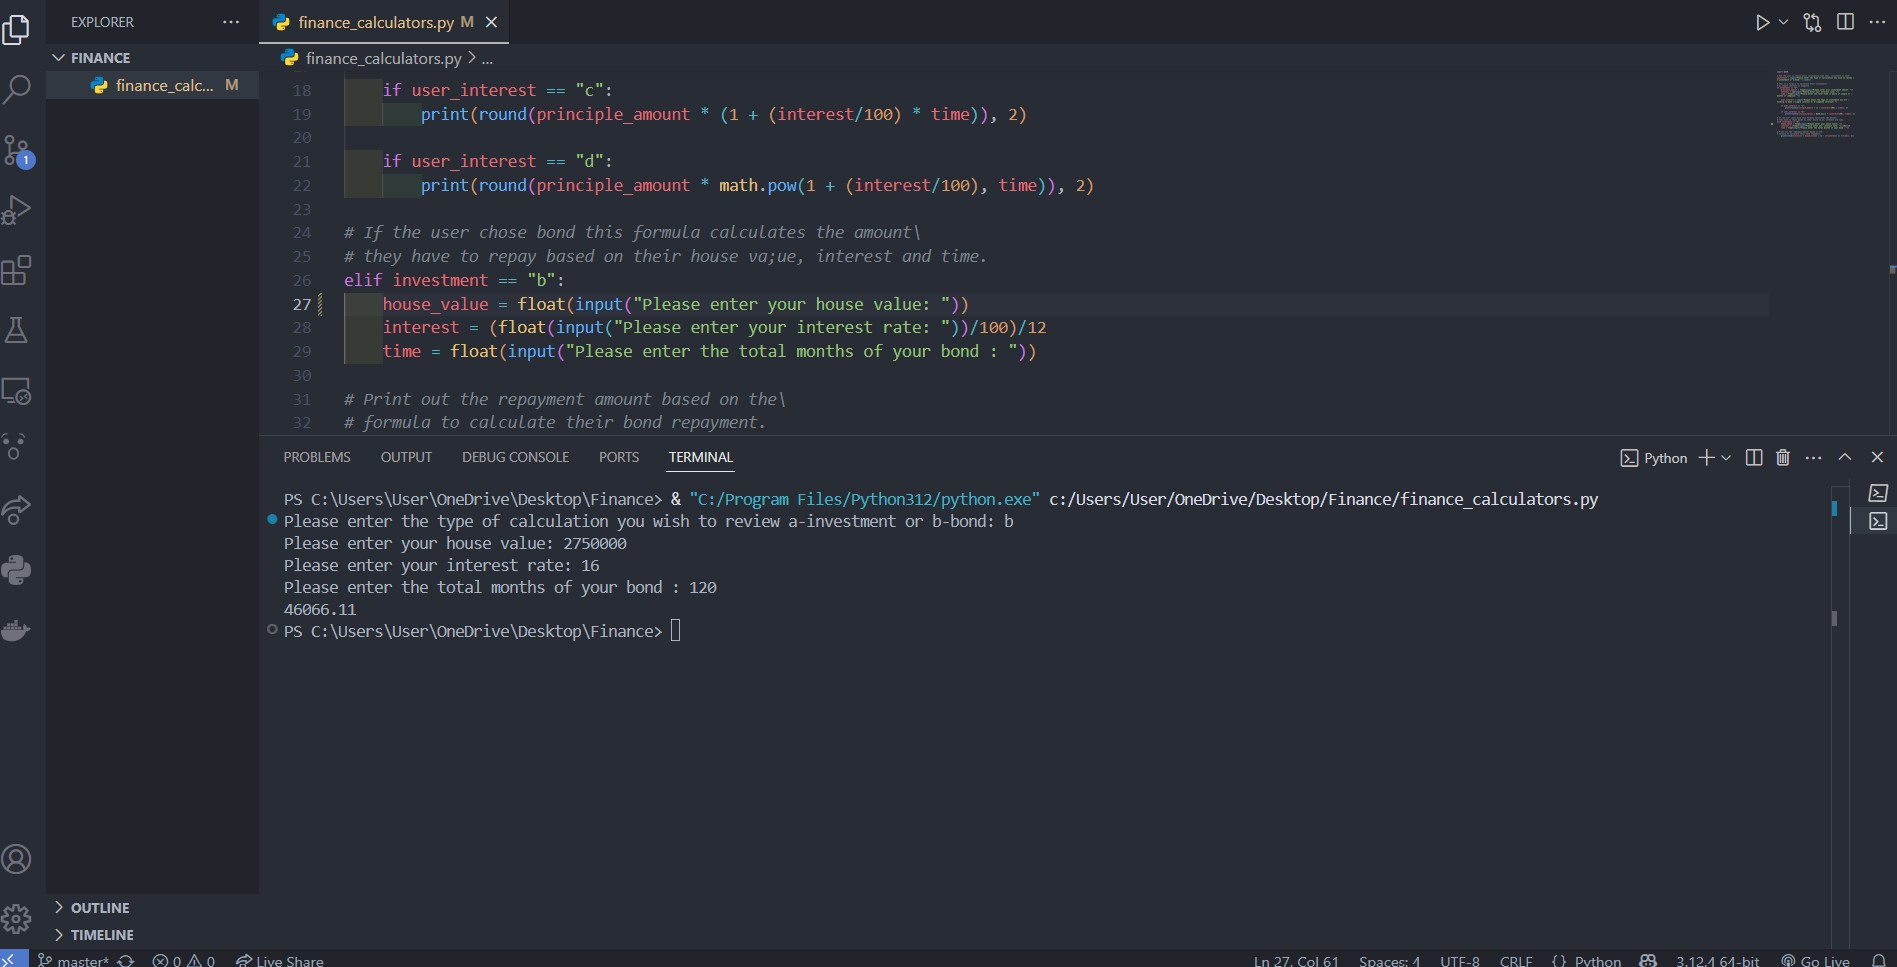 EXPLORER
finance_calculators.py M
FINANCE
finance_calc... M
finance_calculators.py > ...
18 if user_interest == "c":
19 print(round(principle_amount * (1 + (interest/100) * time)), 2)
20
21 if user_interest == "d":
22 print(round(principle_amount * math.pow(1 + (interest/100), time)), 2)
23
24 # If the user chose bond this formula calculates the amount\
25 # they have to repay based on their house va;ue, interest and time.
26 elif investment == "b":
27 house_value = float(input("Please enter your house value: "))
28 interest = (float(input("Please enter your interest rate: "))/100)/12
29 time = float(input("Please enter the total months of your bond : "))
30
31 # Print out the repayment amount based on the\
32 # formula to calculate their bond repayment.
1
PROBLEMS OUTPUT DEBUG CONSOLE PORTS TERMINAL
Python
PS C:\Users\User\OneDrive\Desktop\Finance> & "C:/Program Files/Python312/python.exe" c:/Users/User/OneDrive/Desktop/Finance/finance_calculators.py
Please enter the type of calculation you wish to review a-investment or b-bond: b
Please enter your house value: 2750000
Please enter your interest rate: 16
Please enter the total months of your bond : 120
46066.11
PS C:\Users\User\OneDrive\Desktop\Finance>
OUTLINE
TIMELINE
master* 0 0 Live Share
Ln 27, Col 61 Spaces: 4 UTF-8 CRLF {} Python 3.12.4 64-bit Go Live